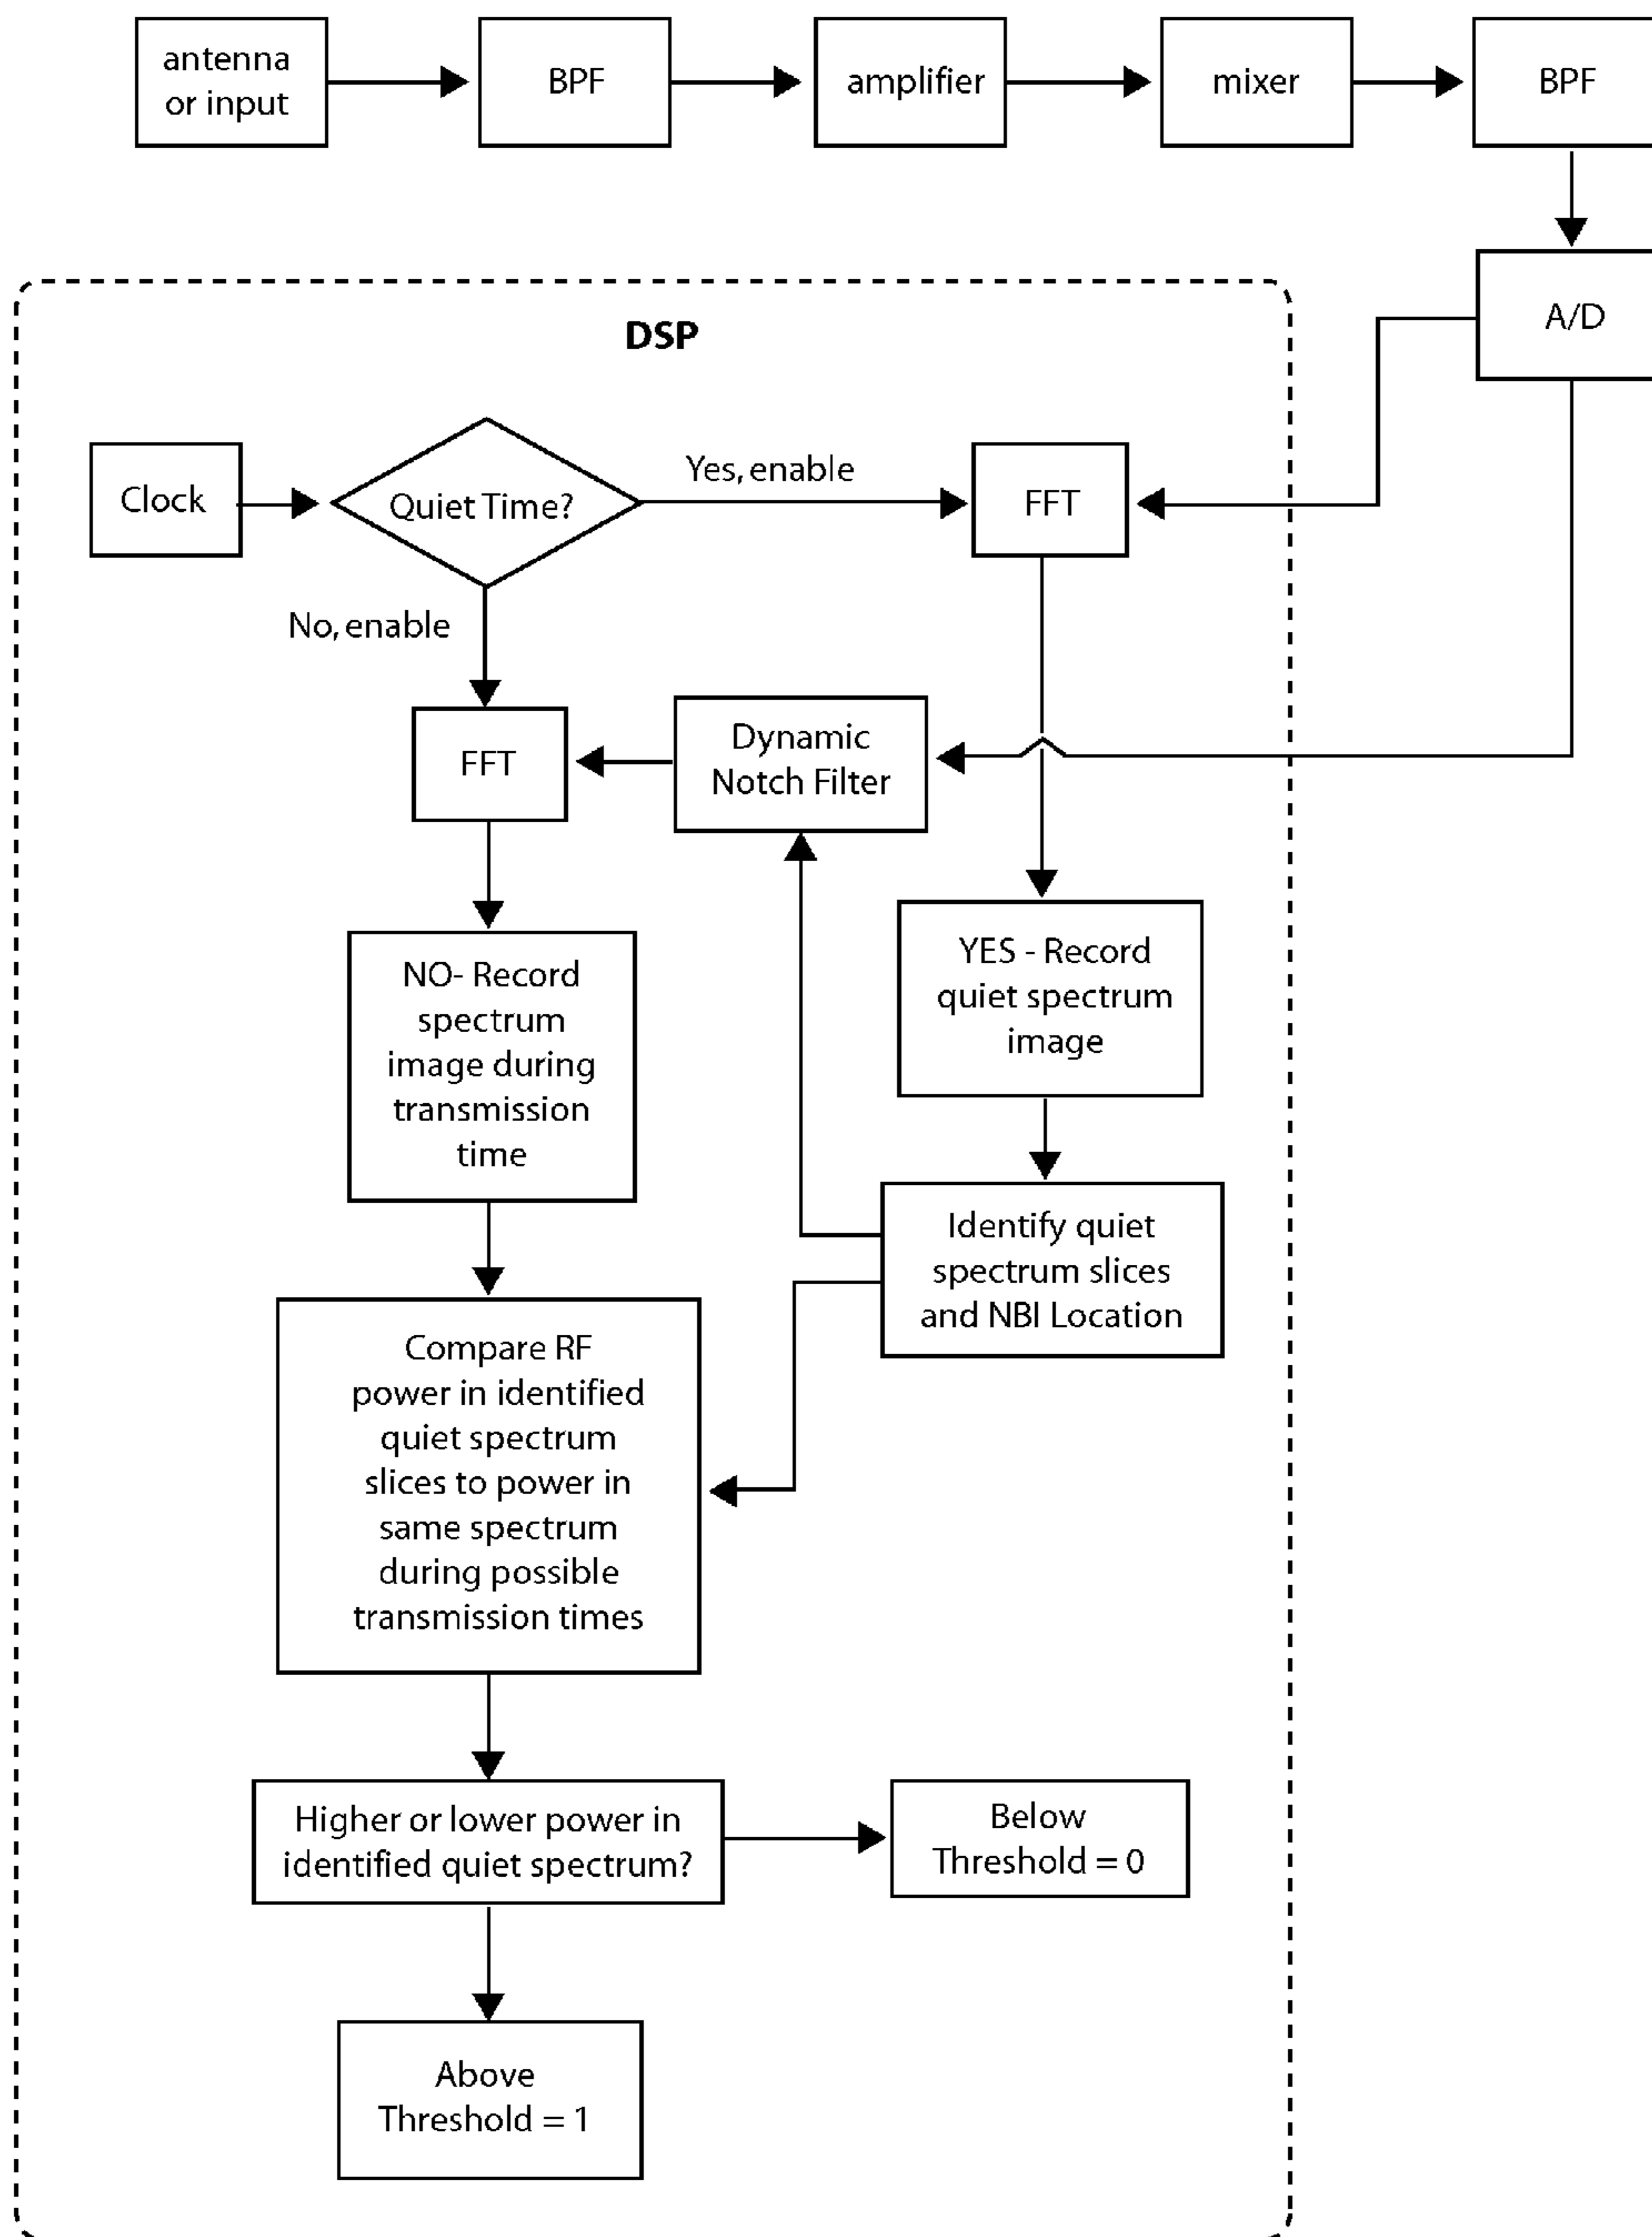 antenna
or input
BPF
amplifier
mixer
BPF
A/D
DSP
Clock
Quiet Time?
Yes, enable
FFT
No, enable
FFT
Dynamic
Notch Filter
NO- Record
spectrum
image during
transmission
time
YES - Record
quiet spectrum
image
Identify quiet
spectrum slices
and NBI Location
Compare RF
power in identified
quiet spectrum
slices to power in
same spectrum
during possible
transmission times
Higher or lower power in
identified quiet spectrum?
Below
Threshold = 0
Above
Threshold = 1